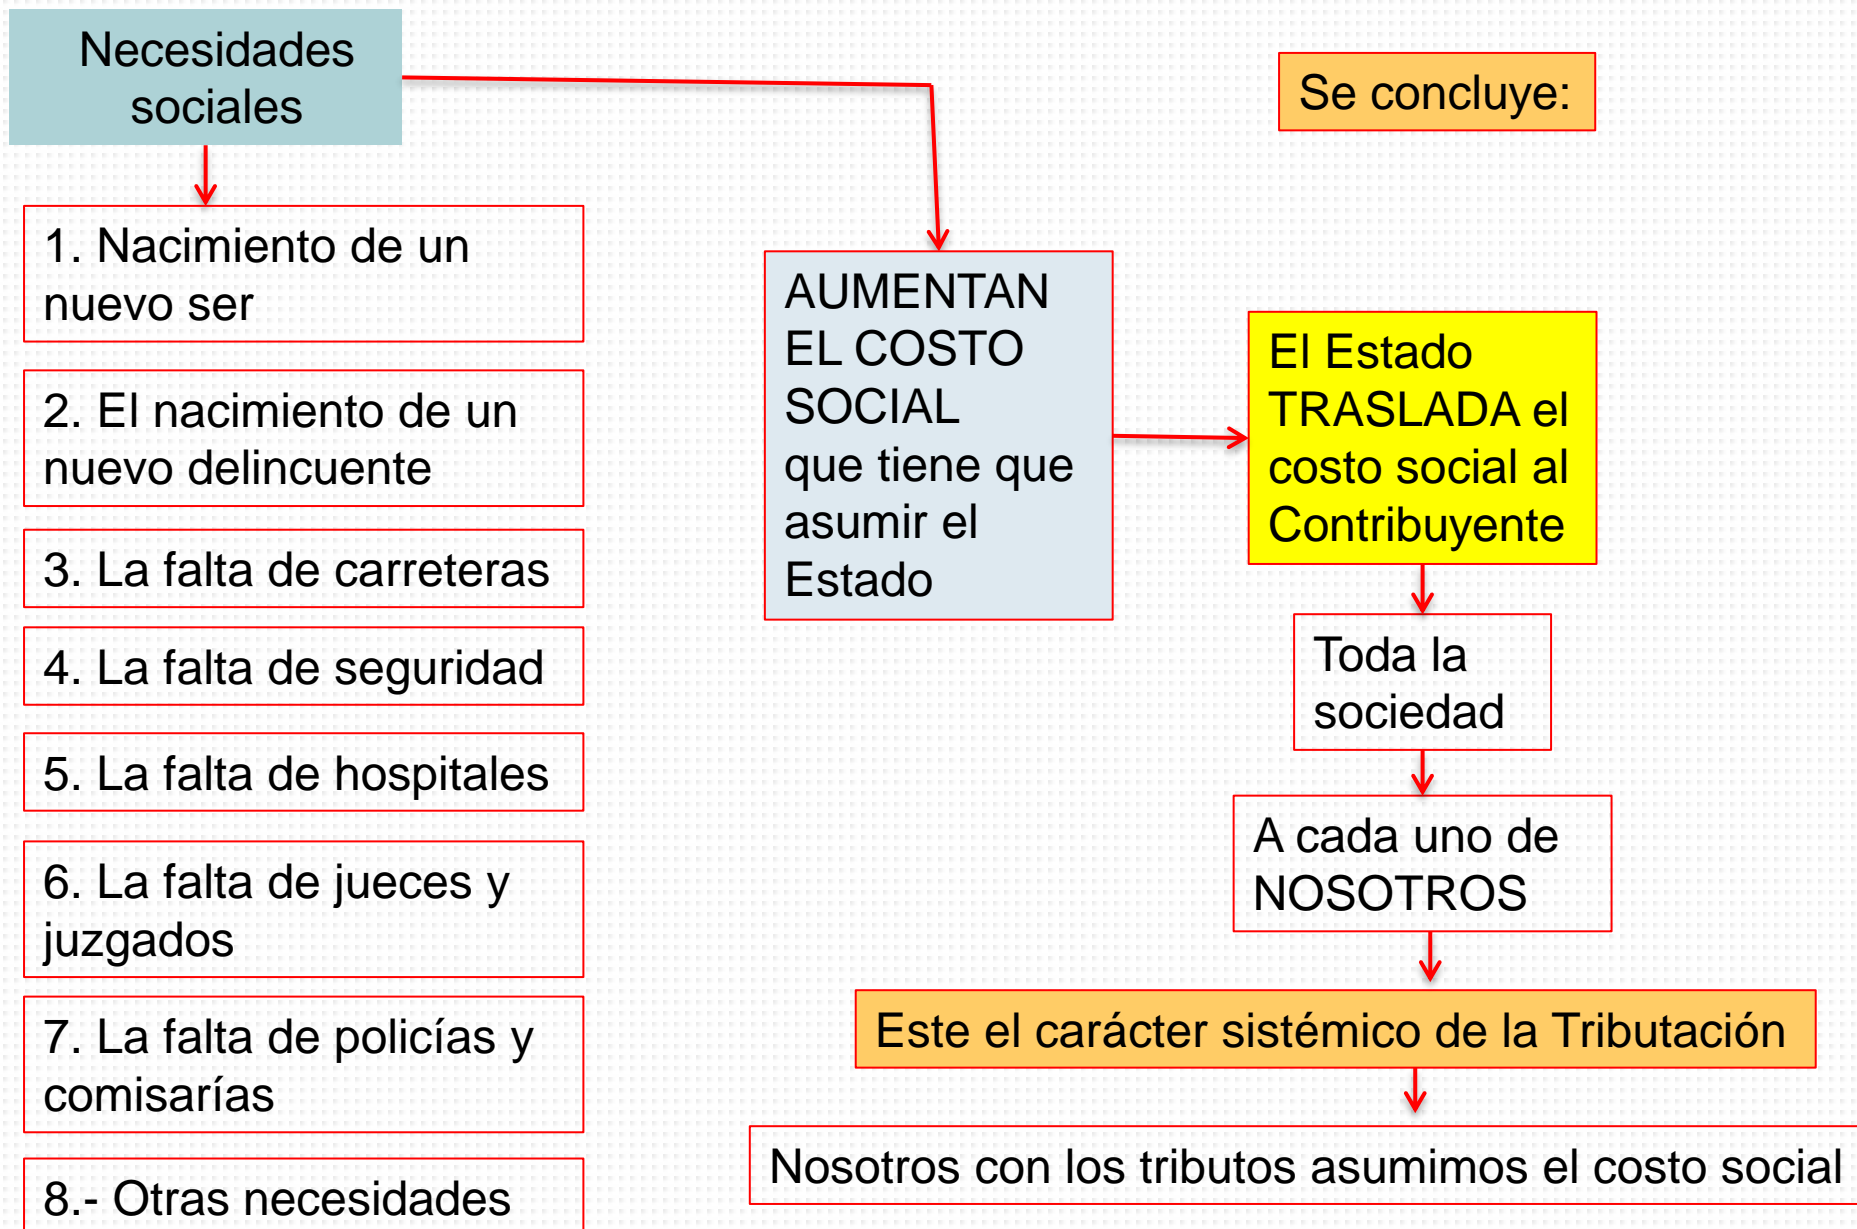 Necesidades
sociales
1. Nacimiento de un
nuevo ser
2. El nacimiento de un
nuevo delincuente
3. La falta de carreteras
4. La falta de seguridad
5. La falta de hospitales
6. La falta de jueces y
juzgados
7. La falta de policías y
comisarías
8.- Otras necesidades
AUMENTAN
EL COSTO
SOCIAL
que tiene que
asumir el
Estado
Se concluye:
El Estado
TRASLADA el
costo social al
Contribuyente
Toda la
sociedad
A cada uno de
NOSOTROS
Este el carácter sistémico de la Tributación
Nosotros con los tributos asumimos el costo social